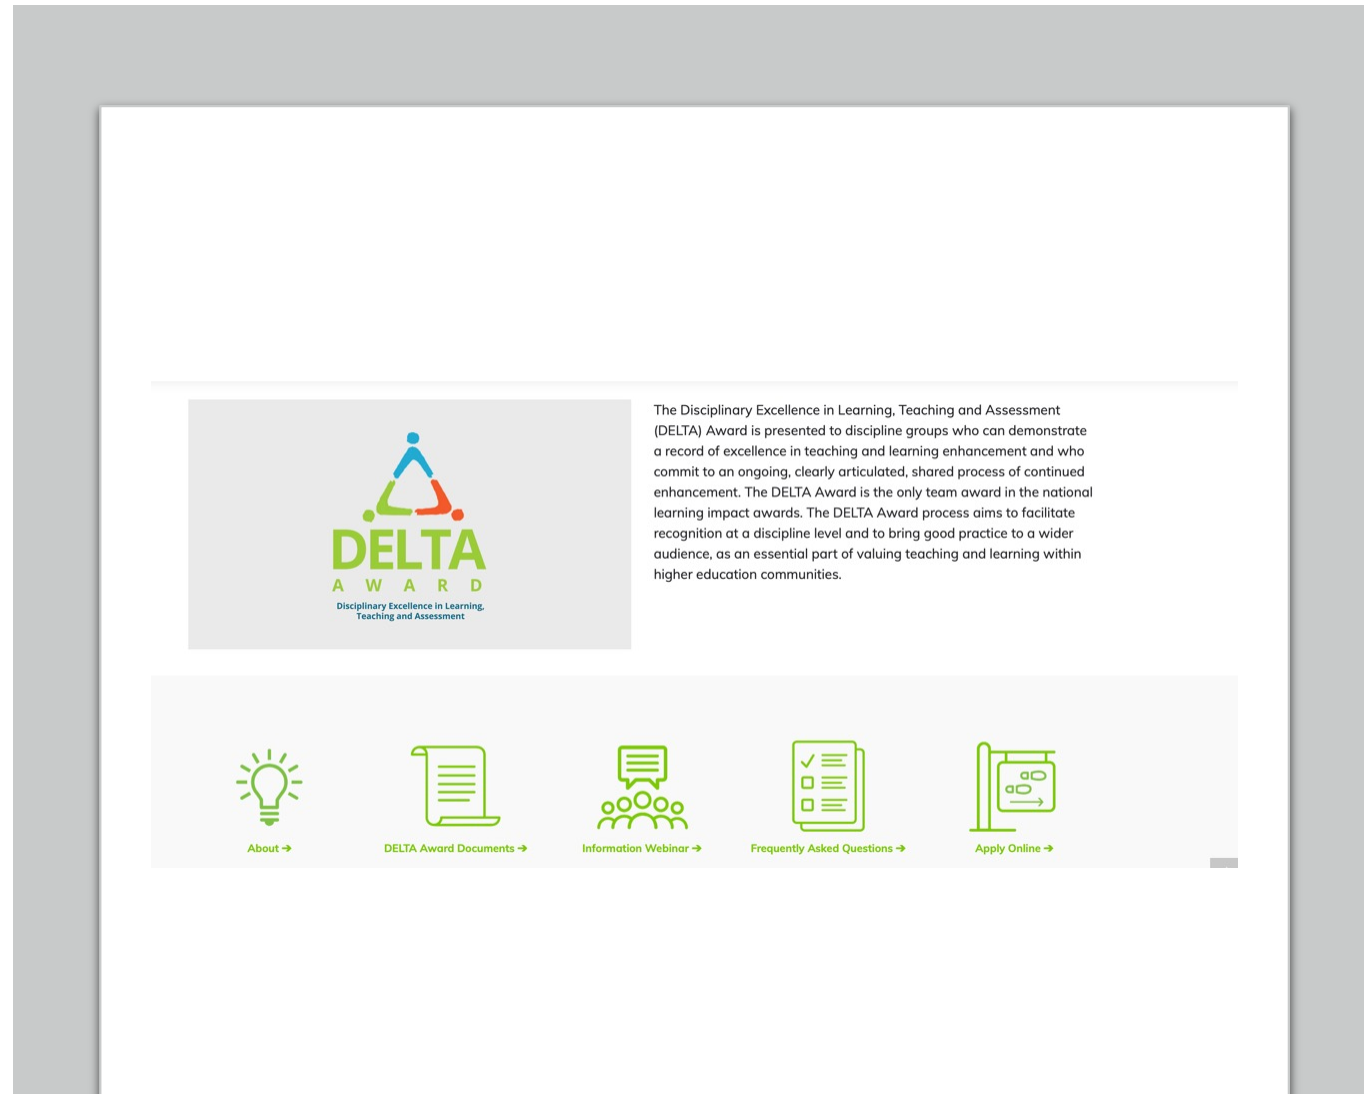 DELTA
A W A R D
Disciplinary Excellence in Learning,
Teaching and Assessment
The Disciplinary Excellence in Learning, Teaching and Assessment
(DELTA) Award is presented to discipline groups who can demonstrate
a record of excellence in teaching and learning enhancement and who
commit to an ongoing, clearly articulated, shared process of continued
enhancement. The DELTA Award is the only team award in the national
learning impact awards. The DELTA Award process aims to facilitate
recognition at a discipline level and to bring good practice to a wider
audience, as an essential part of valuing teaching and learning within
higher education communities.
About ➔
DELTA Award Documents ➔
Information Webinar ➔
Frequently Asked Questions ➔
Apply Online ➔